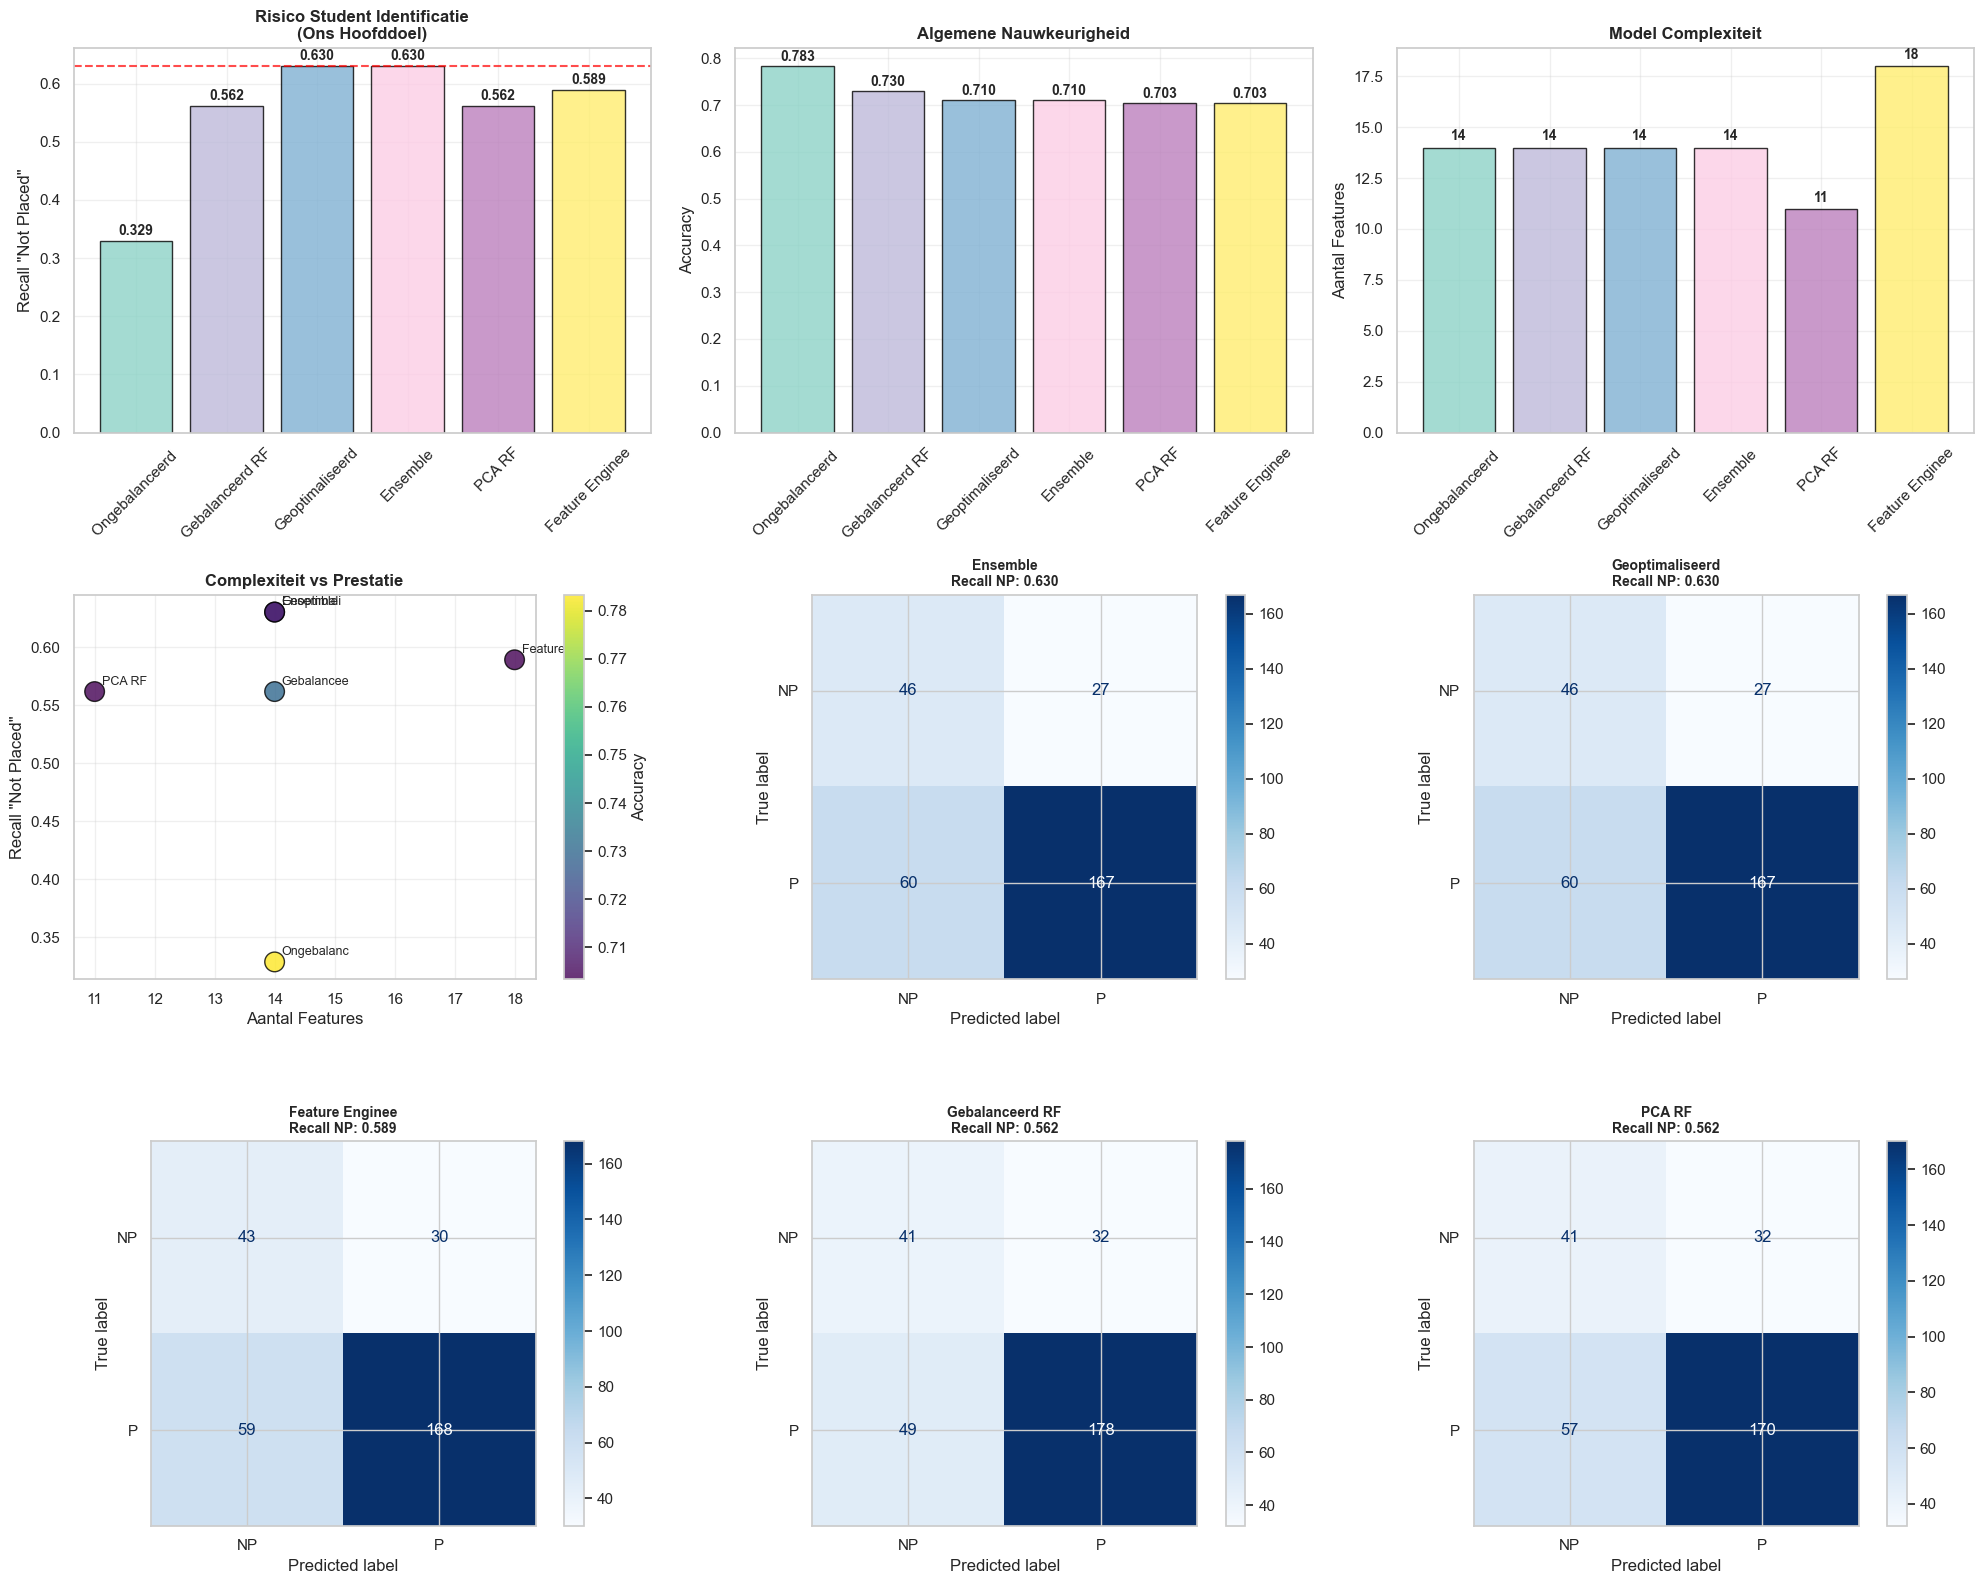 Risico Student Identificatie
(Ons Hoofddoel)
Recall "Not Placed"
0.6
0.5
0.4
0.3
0.2
0.1
0.0
0.329
0.562
0.630
0.630
0.562
0.589
Ongebalanceerd
Gebalanceerd RF
Geoptimaliseerd
Ensemble
PCA RF
Feature Enginee
Algemene Nauwkeurigheid
Accuracy
0.8
0.7
0.6
0.5
0.4
0.3
0.2
0.1
0.0
0.783
0.730
0.710
0.710
0.703
0.703
Ongebalanceerd
Gebalanceerd RF
Geoptimaliseerd
Ensemble
PCA RF
Feature Enginee
Model Complexiteit
Aantal Features
17.5
15.0
12.5
10.0
7.5
5.0
2.5
0.0
14
14
14
14
11
18
Ongebalanceerd
Gebalanceerd RF
Geoptimaliseerd
Ensemble
PCA RF
Feature Enginee
Complexiteit vs Prestatie
Recall "Not Placed"
0.60
0.55
0.50
0.45
0.40
0.35
PCA RF
Gebalancee
Feature
Ongebalanc
11
12
13
14
15
16
17
18
Aantal Features
0.78
0.77
0.76
0.75
0.74
0.73
0.72
0.71
Accuracy
Ensemble
Recall NP: 0.630
True label
NP
P
46
27
60
167
NP
P
Predicted label
160
140
120
100
80
60
40
Geoptimaliseerd
Recall NP: 0.630
True label
NP
P
46
27
60
167
NP
P
Predicted label
160
140
120
100
80
60
40
Feature Enginee
Recall NP: 0.589
True label
NP
P
43
30
59
168
NP
P
Predicted label
160
140
120
100
80
60
40
Gebalanceerd RF
Recall NP: 0.562
True label
NP
P
41
32
49
178
NP
P
Predicted label
160
140
120
100
80
60
40
PCA RF
Recall NP: 0.562
True label
NP
P
41
32
57
170
NP
P
Predicted label
160
140
120
100
80
60
40